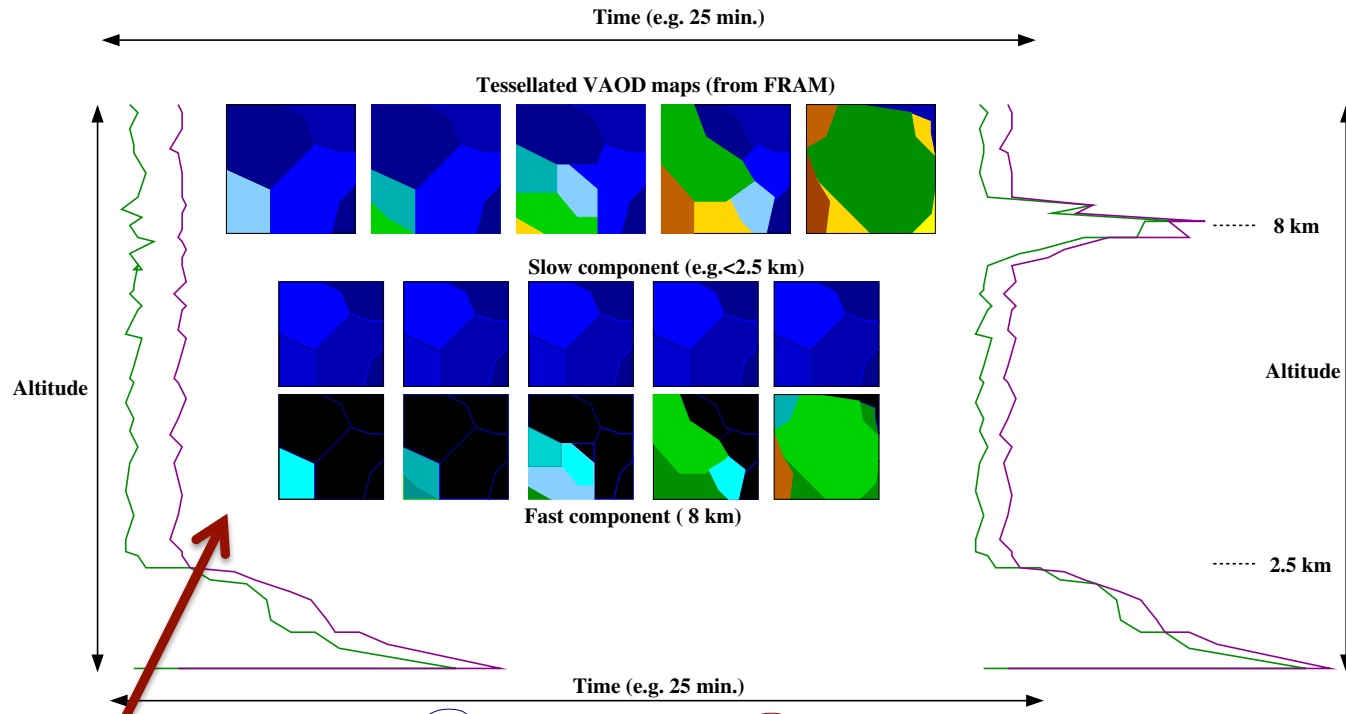 Time (e.g. 25 min.)
Tessellated VAOD maps (from FRAM)
8 km
Slow component (e.g.<2.5 km)
Altitude
Altitude
Fast component ( 8 km)
2.5 km
Time (e.g. 25 min.)